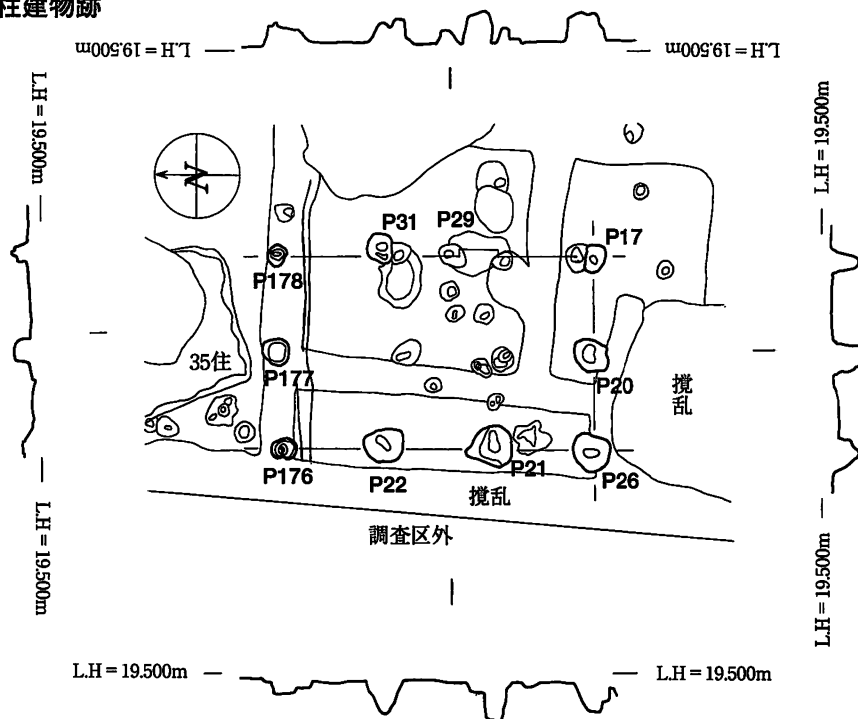 柱建物跡
L.H = 19.500m
L.H = 19.500m
L.H = 19.500m
L.H = 19.500m
N
P31
P29
P17
P178
35住
P177
P20
撹乱
P176
P22
P21
P26
撹乱
調査区外
L.H = 19.500m
L.H = 19.500m
L.H = 19.500m
L.H = 19.500m